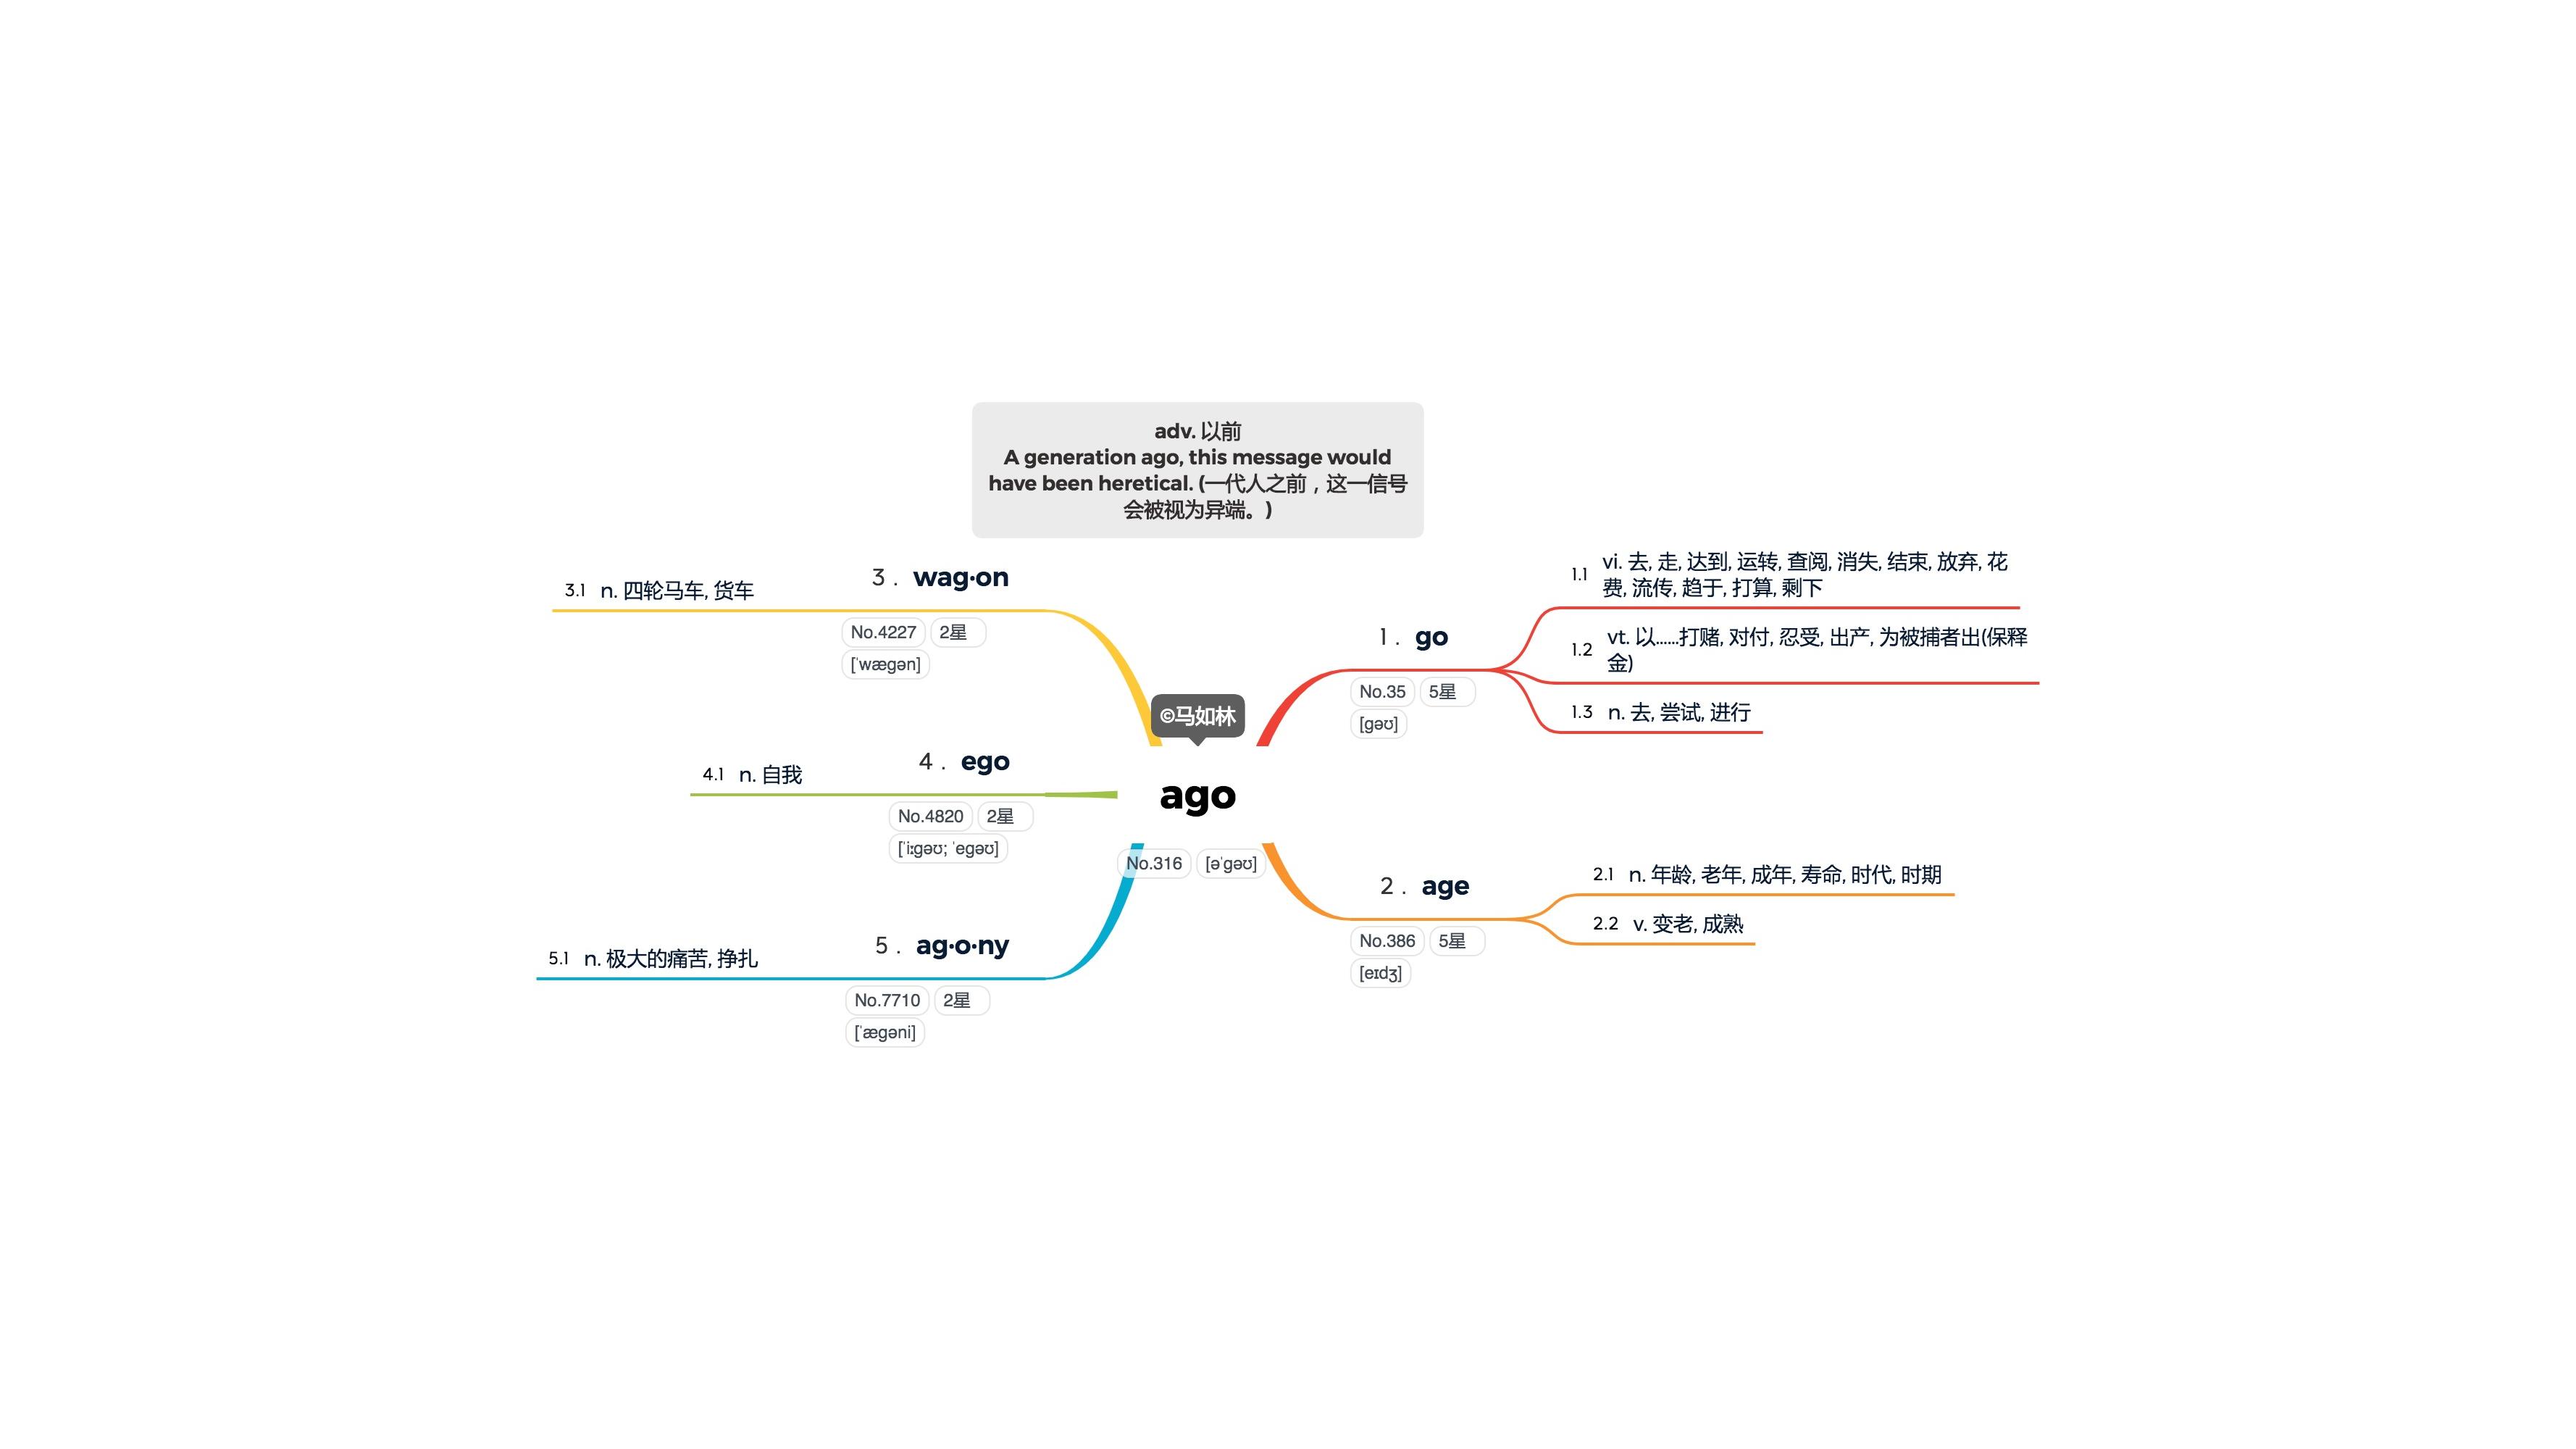 adv. 以前
A generation ago, this message would
have been heretical. (一代人之前，这一信号
会被视为异端。)
©马如林
ago
No.316 [əˈgəʊ]
1. go
No.35 5星
[gəʊ]
1.1 vi. 去, 走, 达到, 运转, 查阅, 消失, 结束, 放弃, 花
费, 流传, 趋于, 打算, 剩下
1.2 vt. 以……打赌, 对付, 忍受, 出产, 为被捕者出(保释
金)
1.3 n. 去, 尝试, 进行
2. age
No.386 5星
[eɪdʒ]
2.1 n. 年龄, 老年, 成年, 寿命, 时代, 时期
2.2 v. 变老, 成熟
3. wag·on
No.4227 2星
[ˈwægən]
3.1 n. 四轮马车, 货车
4. ego
No.4820 2星
[ˈiːgəʊ; ˈegəʊ]
4.1 n. 自我
5. ag·o·ny
No.7710 2星
[ˈægəni]
5.1 n. 极大的痛苦, 挣扎